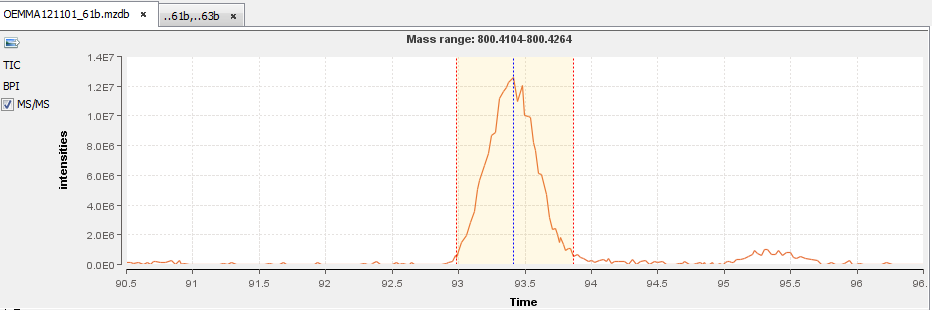 OEMMA121101_61b.mzdb × ..61b,..63b ×
Mass range: 800.4104-800.4264
TIC
BPI
MS/MS
intensities
1.4E7
1.2E7
1.0E7
8.0E6
6.0E6
4.0E6
2.0E6
0.0E0
90.5 91 91.5 92 92.5 93 93.5 94 94.5 95 95.5 96 96.5
Time